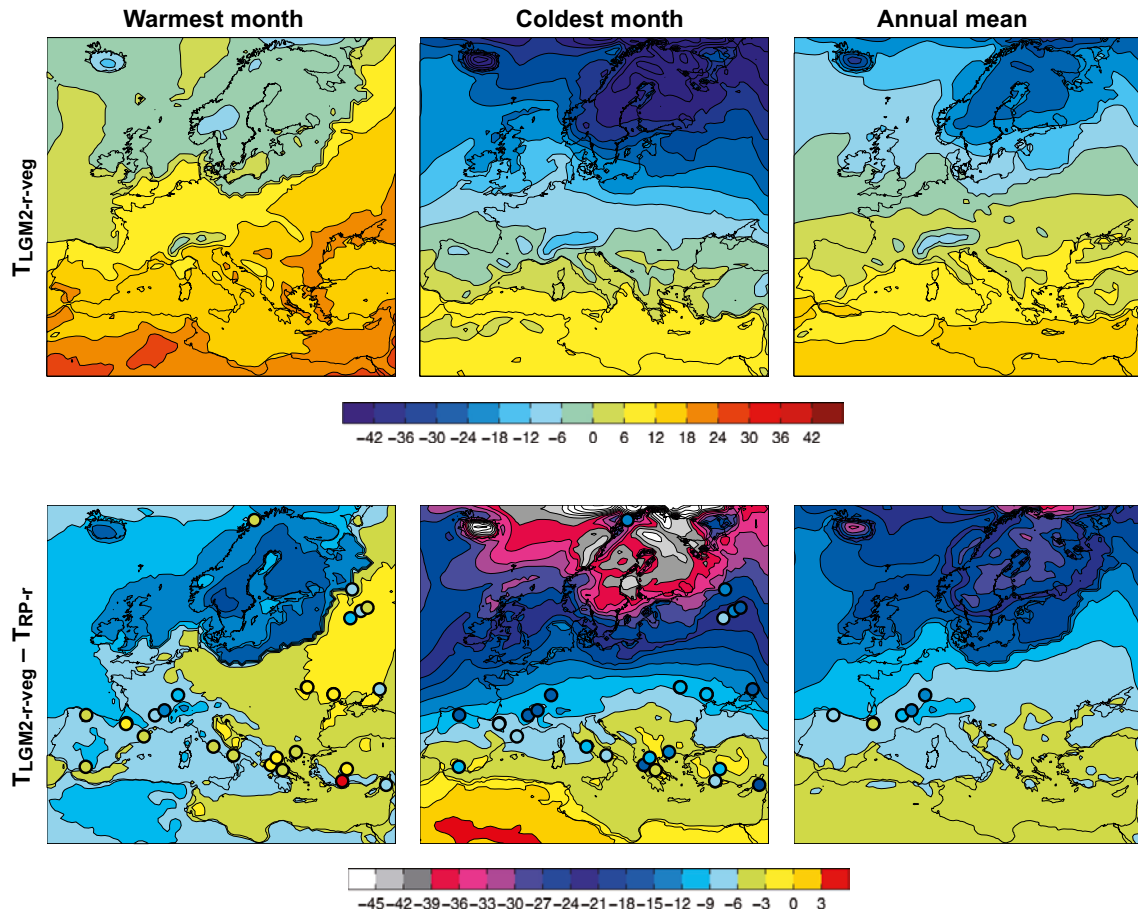 Warmest month Coldest month Annual mean
TLGM2-r-veg
−42 −36 −30 −24 −18 −12 −6 0 6 12 18 24 30 36 42
TLGM2-r-veg − TRP-r
−45 −42 −39 −36 −33 −30 −27 −24 −21 −18 −15 −12 −9 −6 −3 0 3